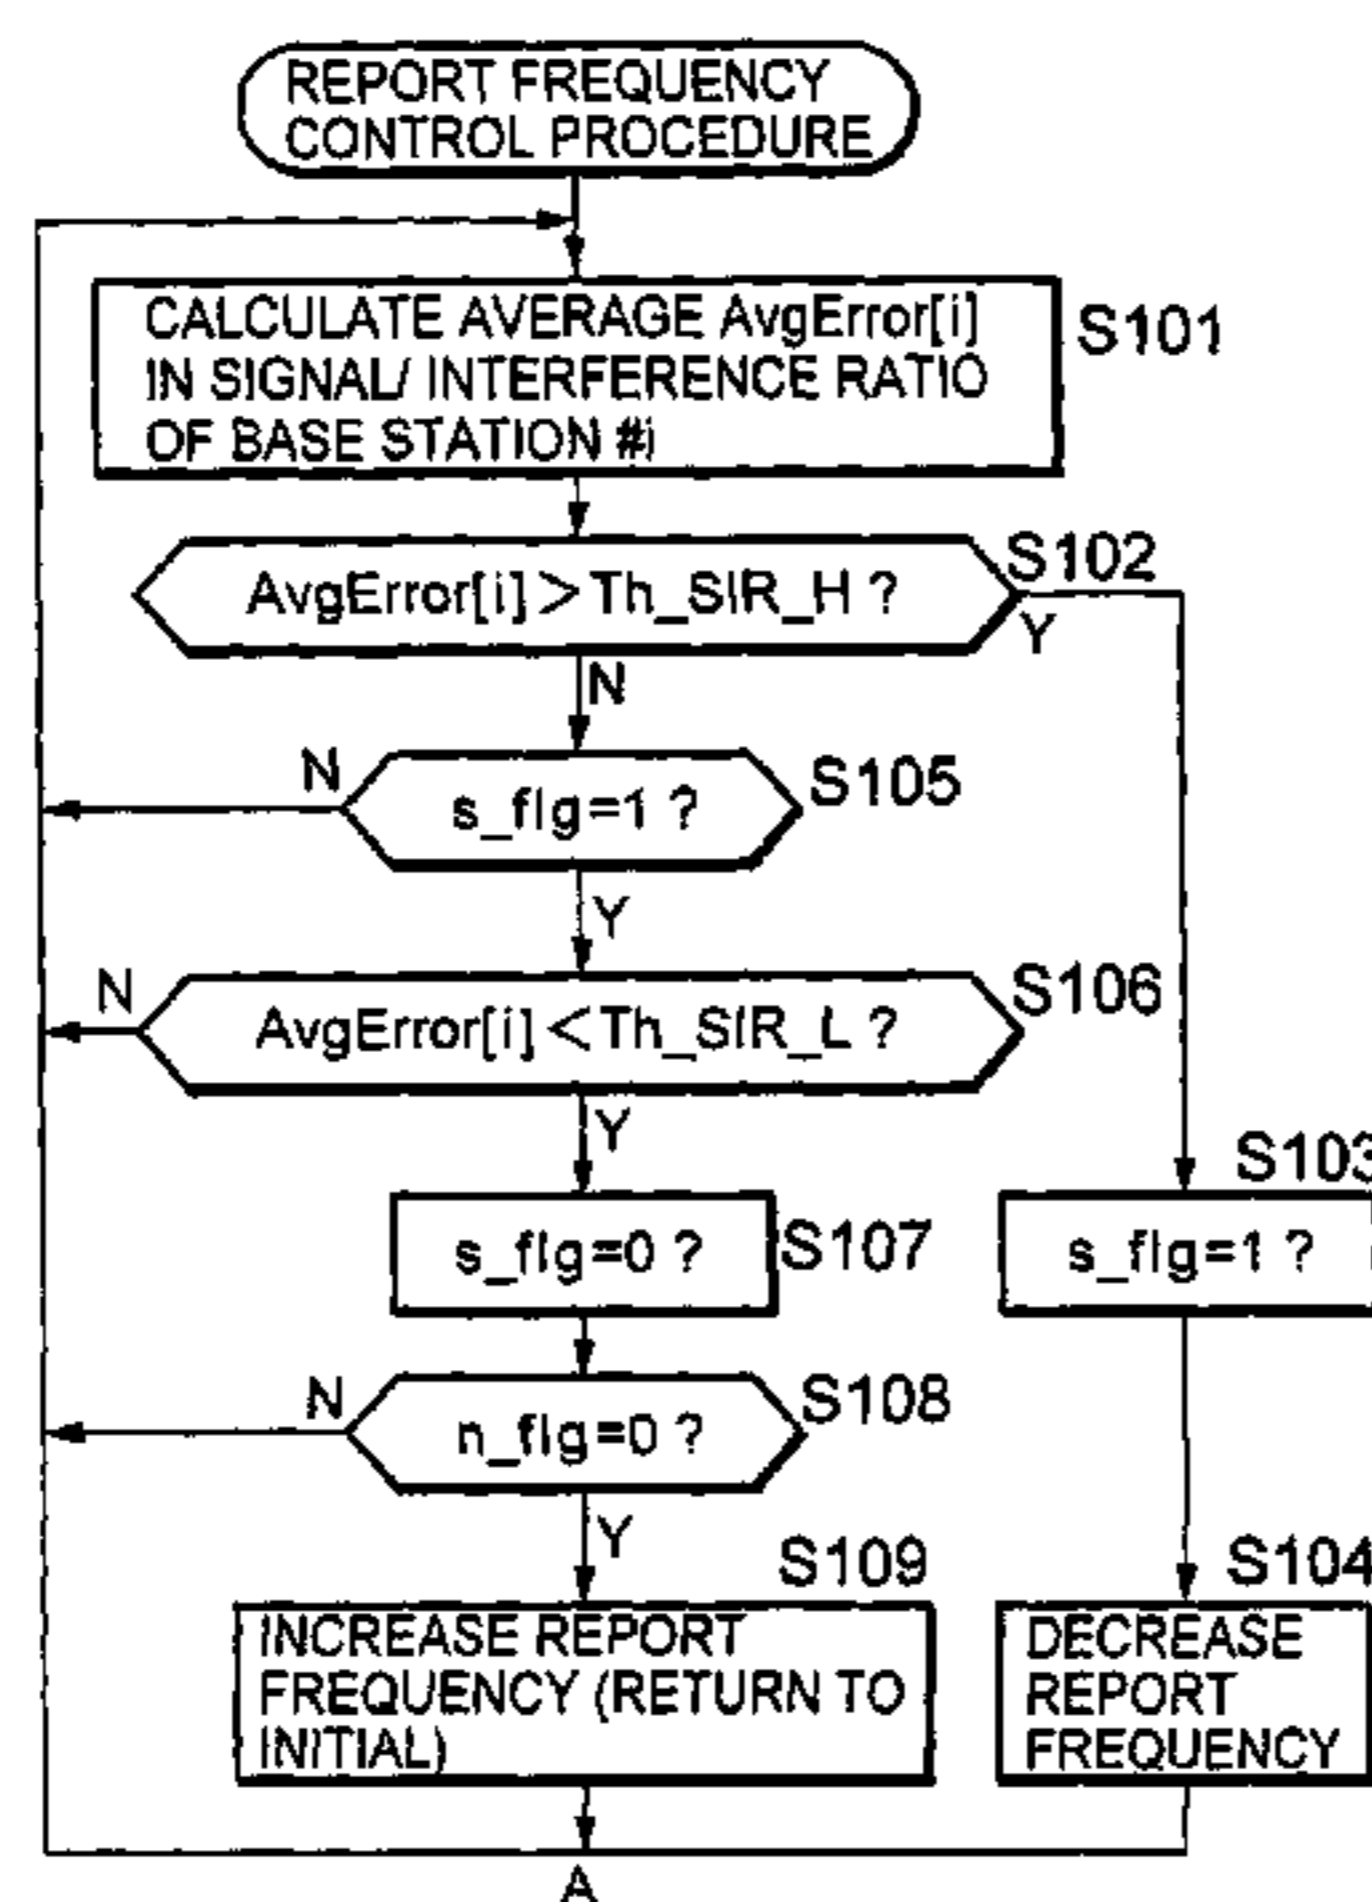 REPORT FREQUENCY
CONTROL PROCEDURE
CALCULATE AVERAGE AvgError[i]
IN SIGNAL/ INTERFERENCE RATIO
OF BASE STATION #i
S101
AvgError[i] > Th_SIR_H ?
S102
Y
N
s_flg=1 ?
S105
N
Y
AvgError[i] < Th_SIR_L ?
S106
N
Y
s_flg=0 ?
S107
s_flg=1 ?
S103
n_flg=0 ?
S108
N
Y
S109
INCREASE REPORT
FREQUENCY (RETURN TO
INITIAL)
S104
DECREASE
REPORT
FREQUENCY
A